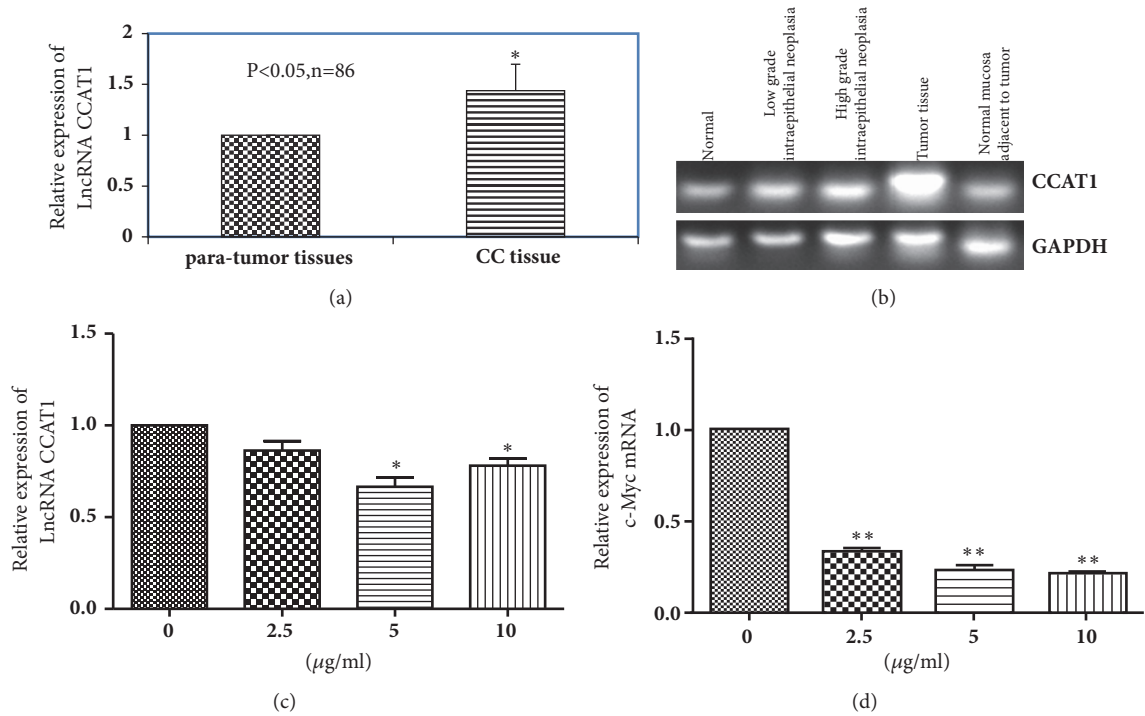 Relative expression of
LncRNA CCAT1
2
1.5
1
0.5
0
P<0.05,n=86
*
para-tumor tissues
CC tissue
(a)
Normal
Low grade
intraepithelial neoplasia
High grade
intraepithelial neoplasia
Tumor tissue
Normal mucosa
adjacent to tumor
CCAT1
GAPDH
(b)
Relative expression of
LncRNA CCAT1
1.5
1.0
0.5
0.0
*
*
0 2.5 5 10
(μg/ml)
(c)
Relative expression of
c-Myc mRNA
1.5
1.0
0.5
0.0
**
**
**
0 2.5 5 10
(μg/ml)
(d)